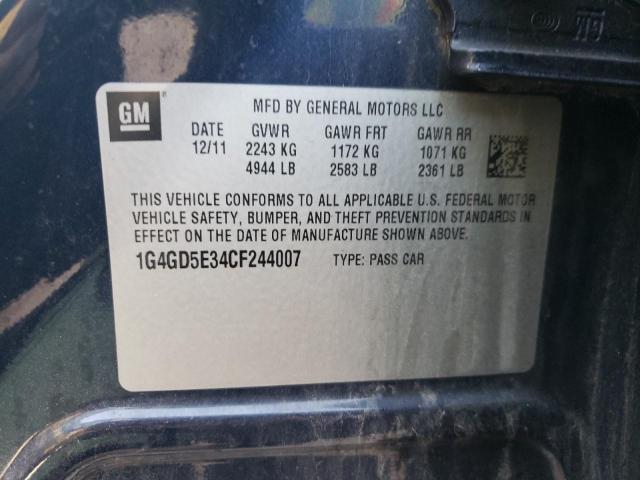 GM
MFD BY GENERAL MOTORS LLC
DATE GVWR GAWR FRT GAWR RR
12/11 2243 KG 1172 KG 1071 KG
4944 LB 2583 LB 2361 LB
THIS VEHICLE CONFORMS TO ALL APPLICABLE U.S. FEDERAL MOTOR
VEHICLE SAFETY, BUMPER, AND THEFT PREVENTION STANDARDS IN
EFFECT ON THE DATE OF MANUFACTURE SHOWN ABOVE.
1G4GD5E34CF244007 TYPE: PASS CAR